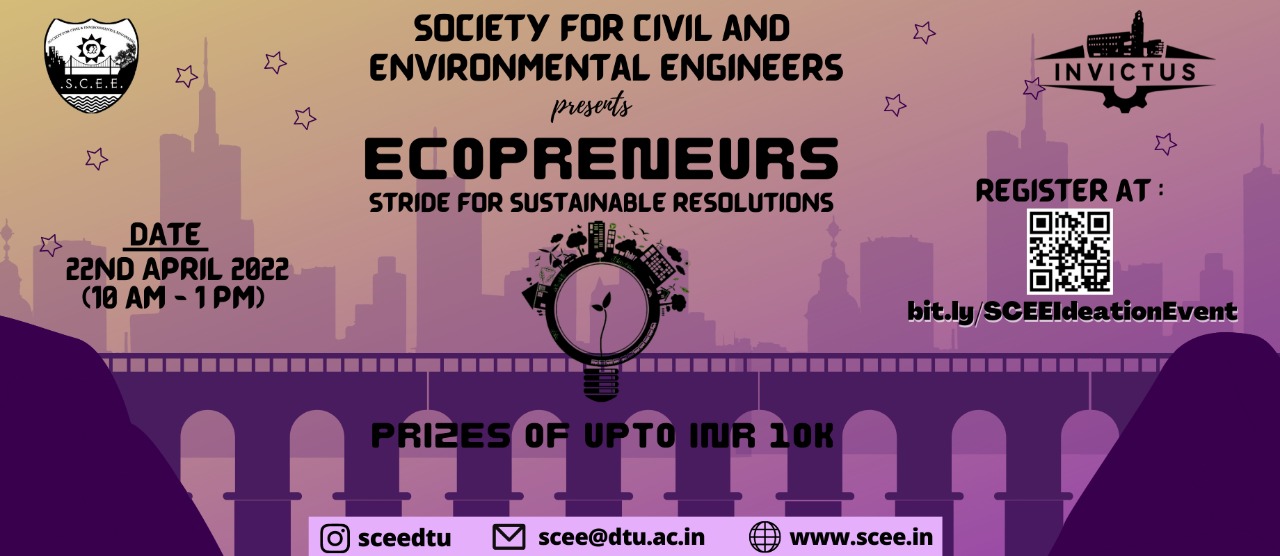 SOCIETY FOR CIVIL AND
ENVIRONMENTAL ENGINEERS
presents
ECOPRENEURS
STRIDE FOR SUSTAINABLE RESOLUTIONS
.S.C.E.E.
INVICTUS
DATE
22ND APRIL 2022
(10 AM - 1 PM)
REGISTER AT :
bit.ly/SCEEIdeationEvent
PRIZES OF UPTO INR 10K
sceedtu
scee@dtu.ac.in
www.scee.in